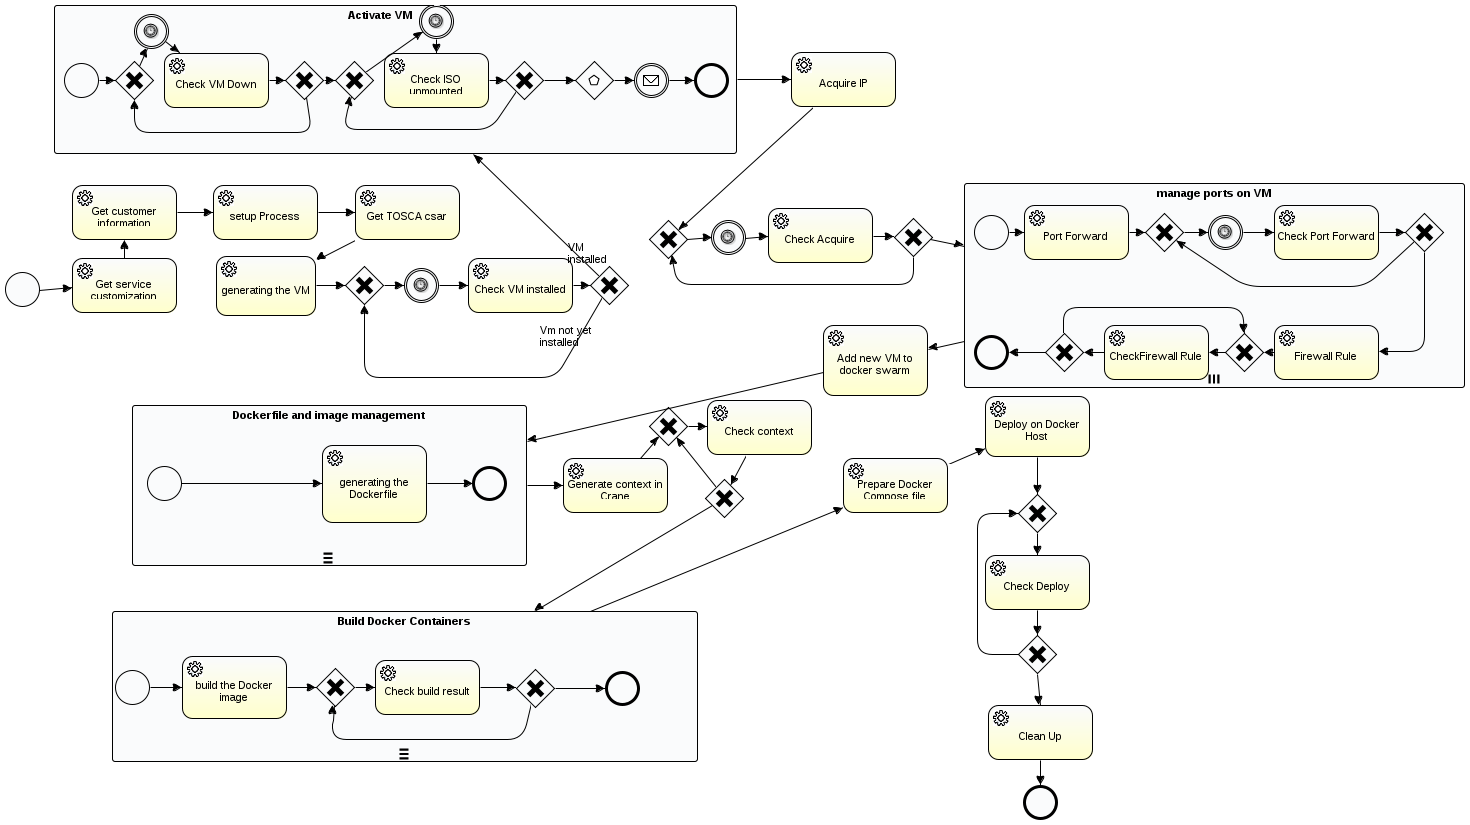 Activate VM
Check VM Down
Check ISO
unmounted
Acquire IP
Get customer
information
setup Process
Get TOSCA csar
Get service
customization
generating the VM
Check VM installed
VM
installed
Vm not yet
installed
Check Acquire
manage ports on VM
Port Forward
Check Port Forward
CheckFirewall Rule
Firewall Rule
Add new VM to
docker swarm
Dockerfile and image management
generating the
Dockerfile
Generate context in
Crane
Check context
Prepare Docker
Compose file
Deploy on Docker
Host
Check Deploy
Build Docker Containers
build the Docker
image
Check build result
Clean Up